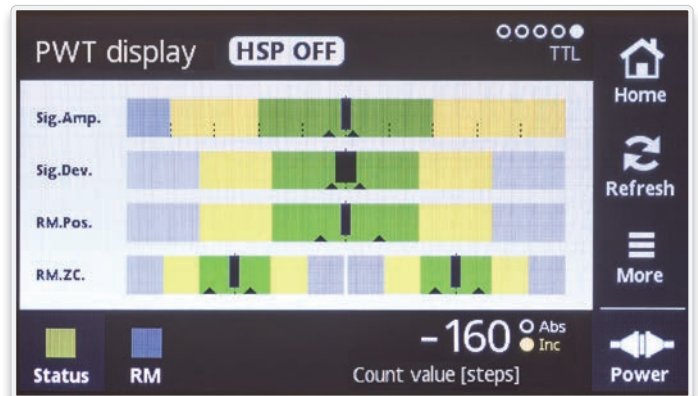 PWT display HSP OFF
TTL
Home
Sig.Amp.
Sig.Dev.
Refresh
RM.Pos.
RM.ZC.
More
-160
Abs
Inc
Status
RM
Count value [steps]
Power